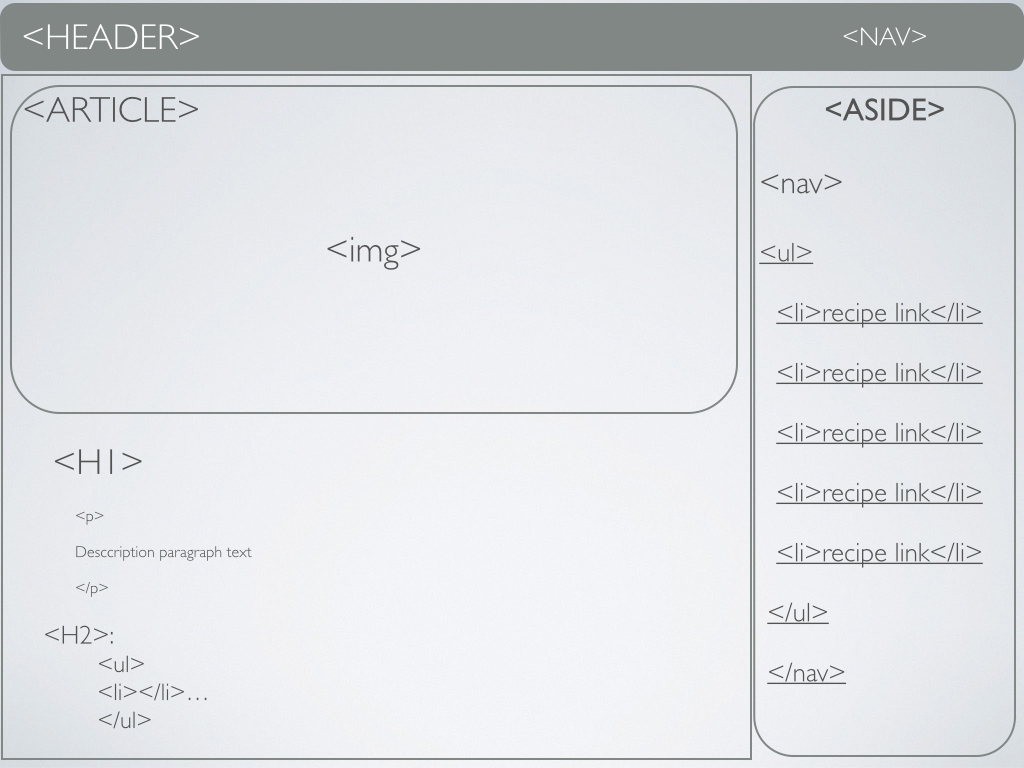 <HEADER>
<NAV>
<ARTICLE>
<img>
<H1>
<p>
Desccription paragraph text
</p>
<H2>:
<ul>
<li></li>…
</ul>
<ASIDE>
<nav>
<ul>
<li>recipe link</li>
<li>recipe link</li>
<li>recipe link</li>
<li>recipe link</li>
<li>recipe link</li>
</ul>
</nav>